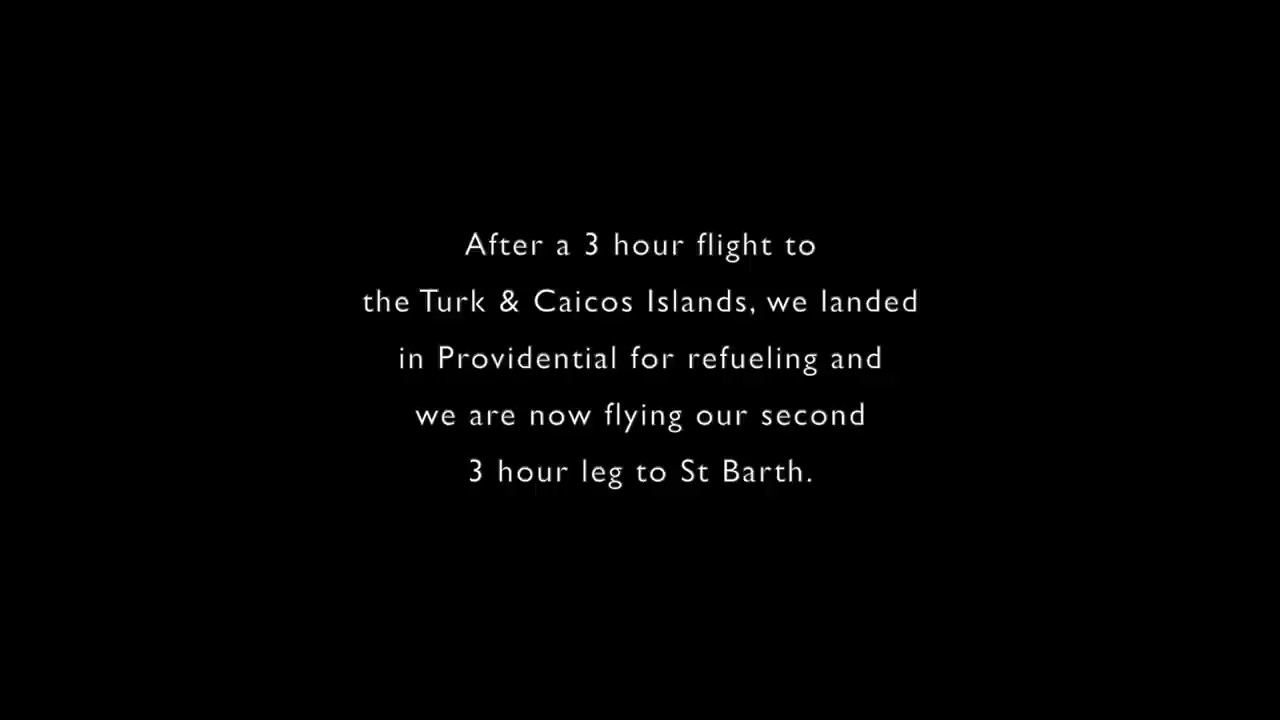 After a 3 hour flight to
the Turk & Caicos Islands, we landed
in Providential for refueling and
we are now flying our second
3 hour leg to St Barth.